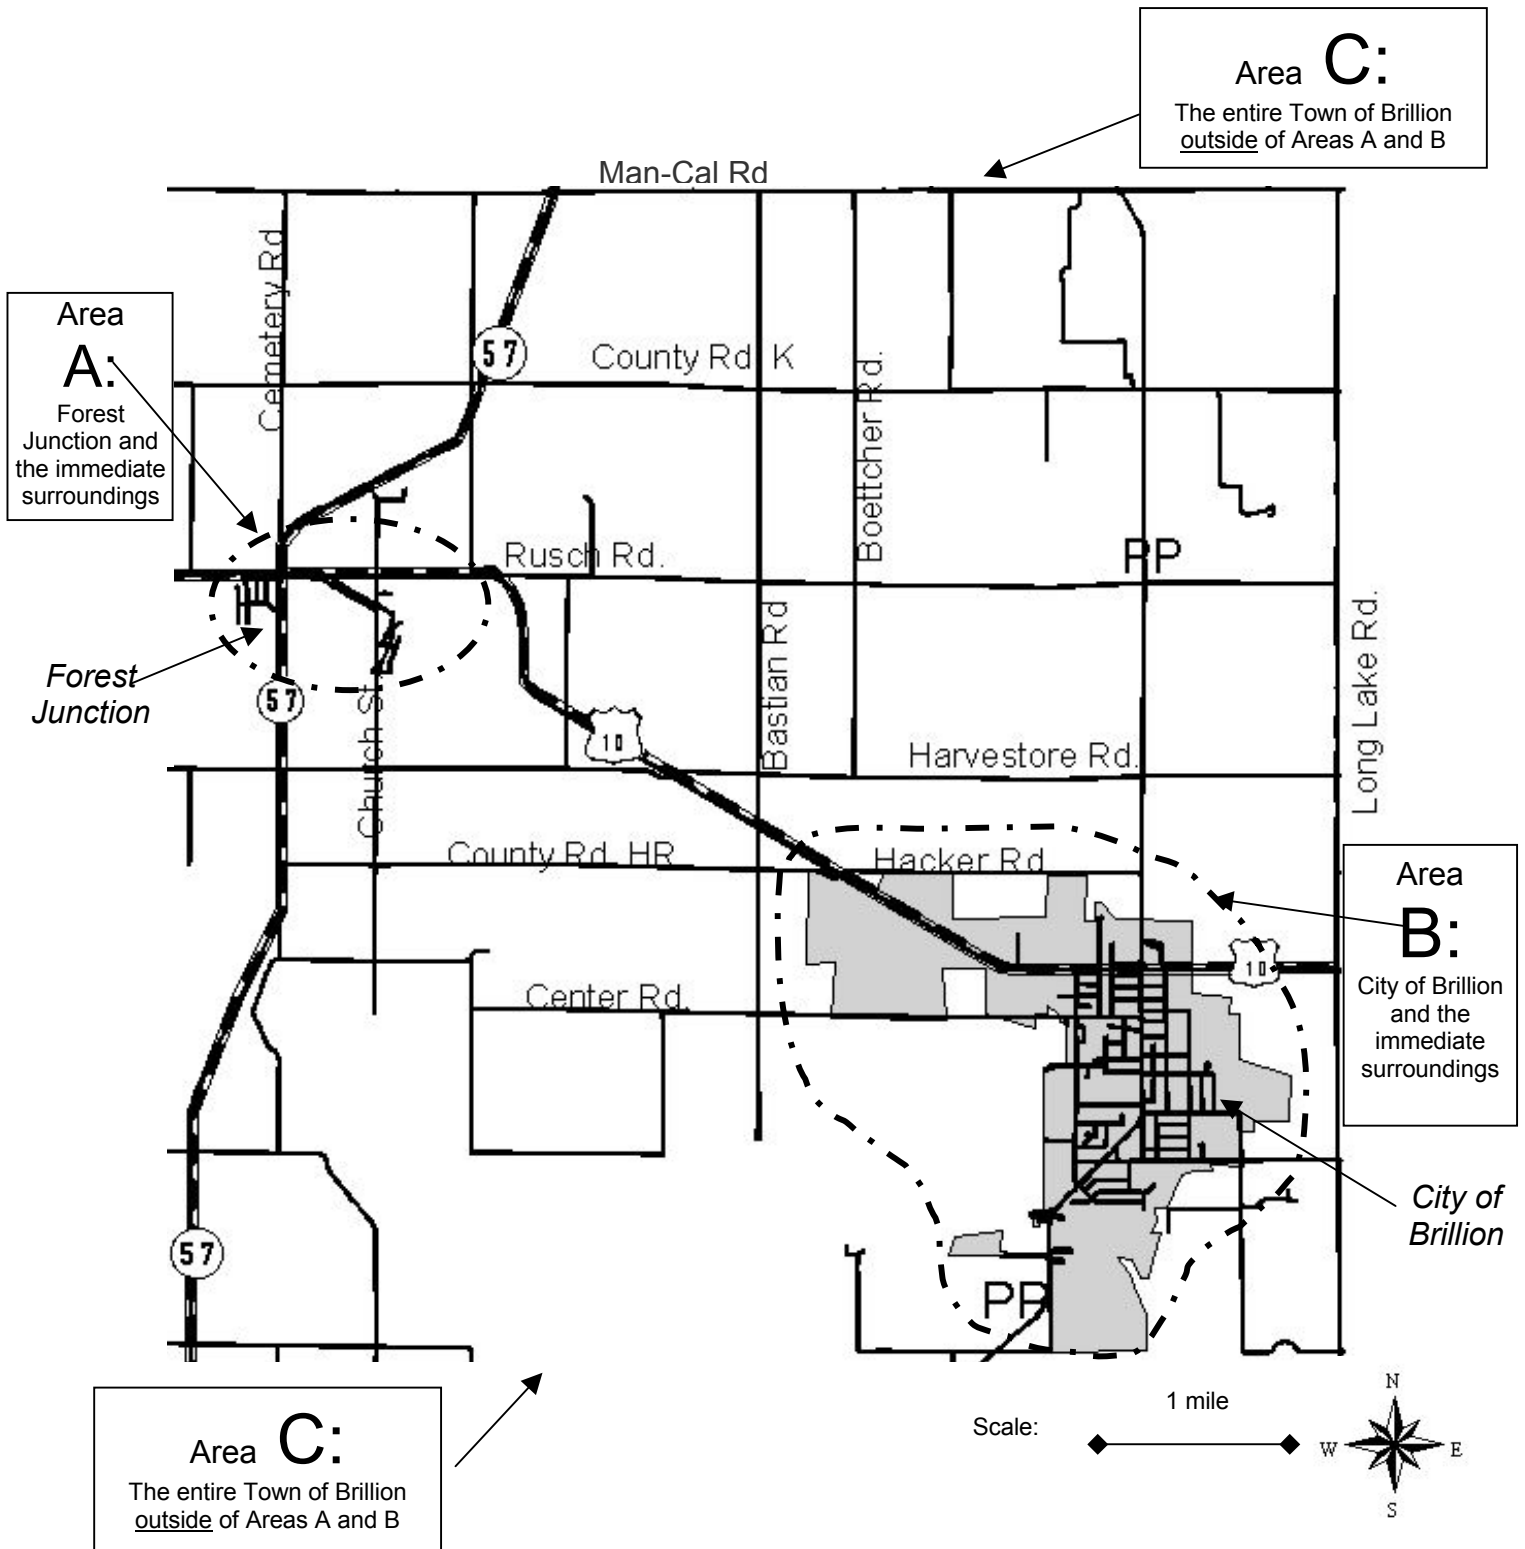 Area C:
The entire Town of Brillion
outside of Areas A and B
Man-Cal Rd
Cemetery Rd
Area
A:
Forest
Junction and
the immediate
surroundings
57
County Rd. K
Boettcher Rd.
Rusch Rd.
PP
Forest
Junction
57
Church St
10
Bastian Rd
Harvestore Rd.
Long Lake Rd.
County Rd. HR
Hacker Rd
Area
B:
City of Brillion
and the
immediate
surroundings
10
Center Rd.
City of
Brillion
57
PP
Area C:
The entire Town of Brillion
outside of Areas A and B
Scale:
1 mile
N
W
E
S